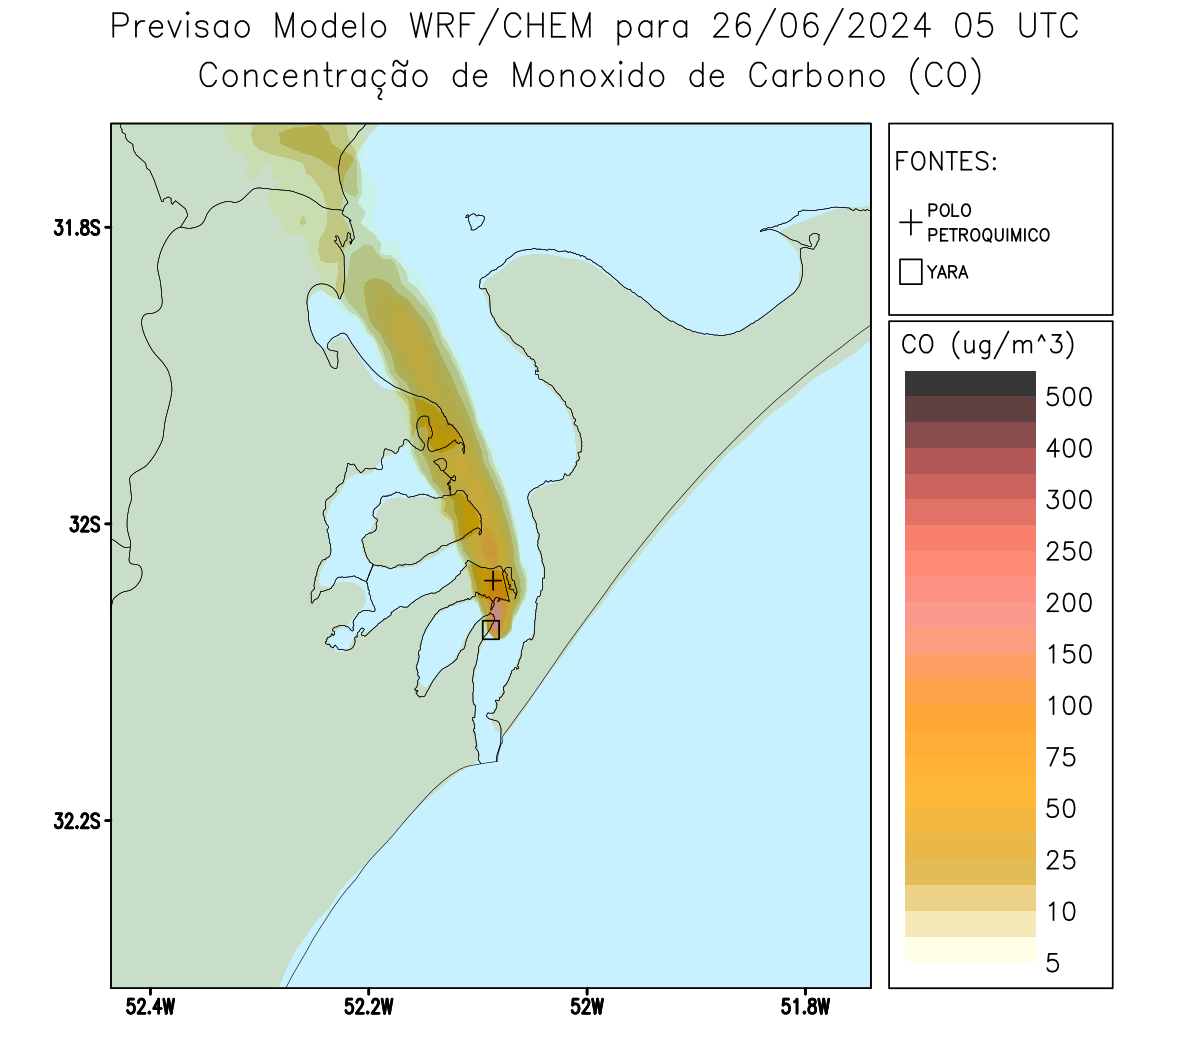 Previsao Modelo WRF/CHEM para 26/06/2024 05 UTC
Concentração de Monoxido de Carbono (CO)
FONTES:
POLO
PETROQUIMICO
YARA
CO (ug/m^3)
500
400
300
250
200
150
100
75
50
25
10
5
31.8S
32S
32.2S
52.4W
52.2W
52W
51.8W